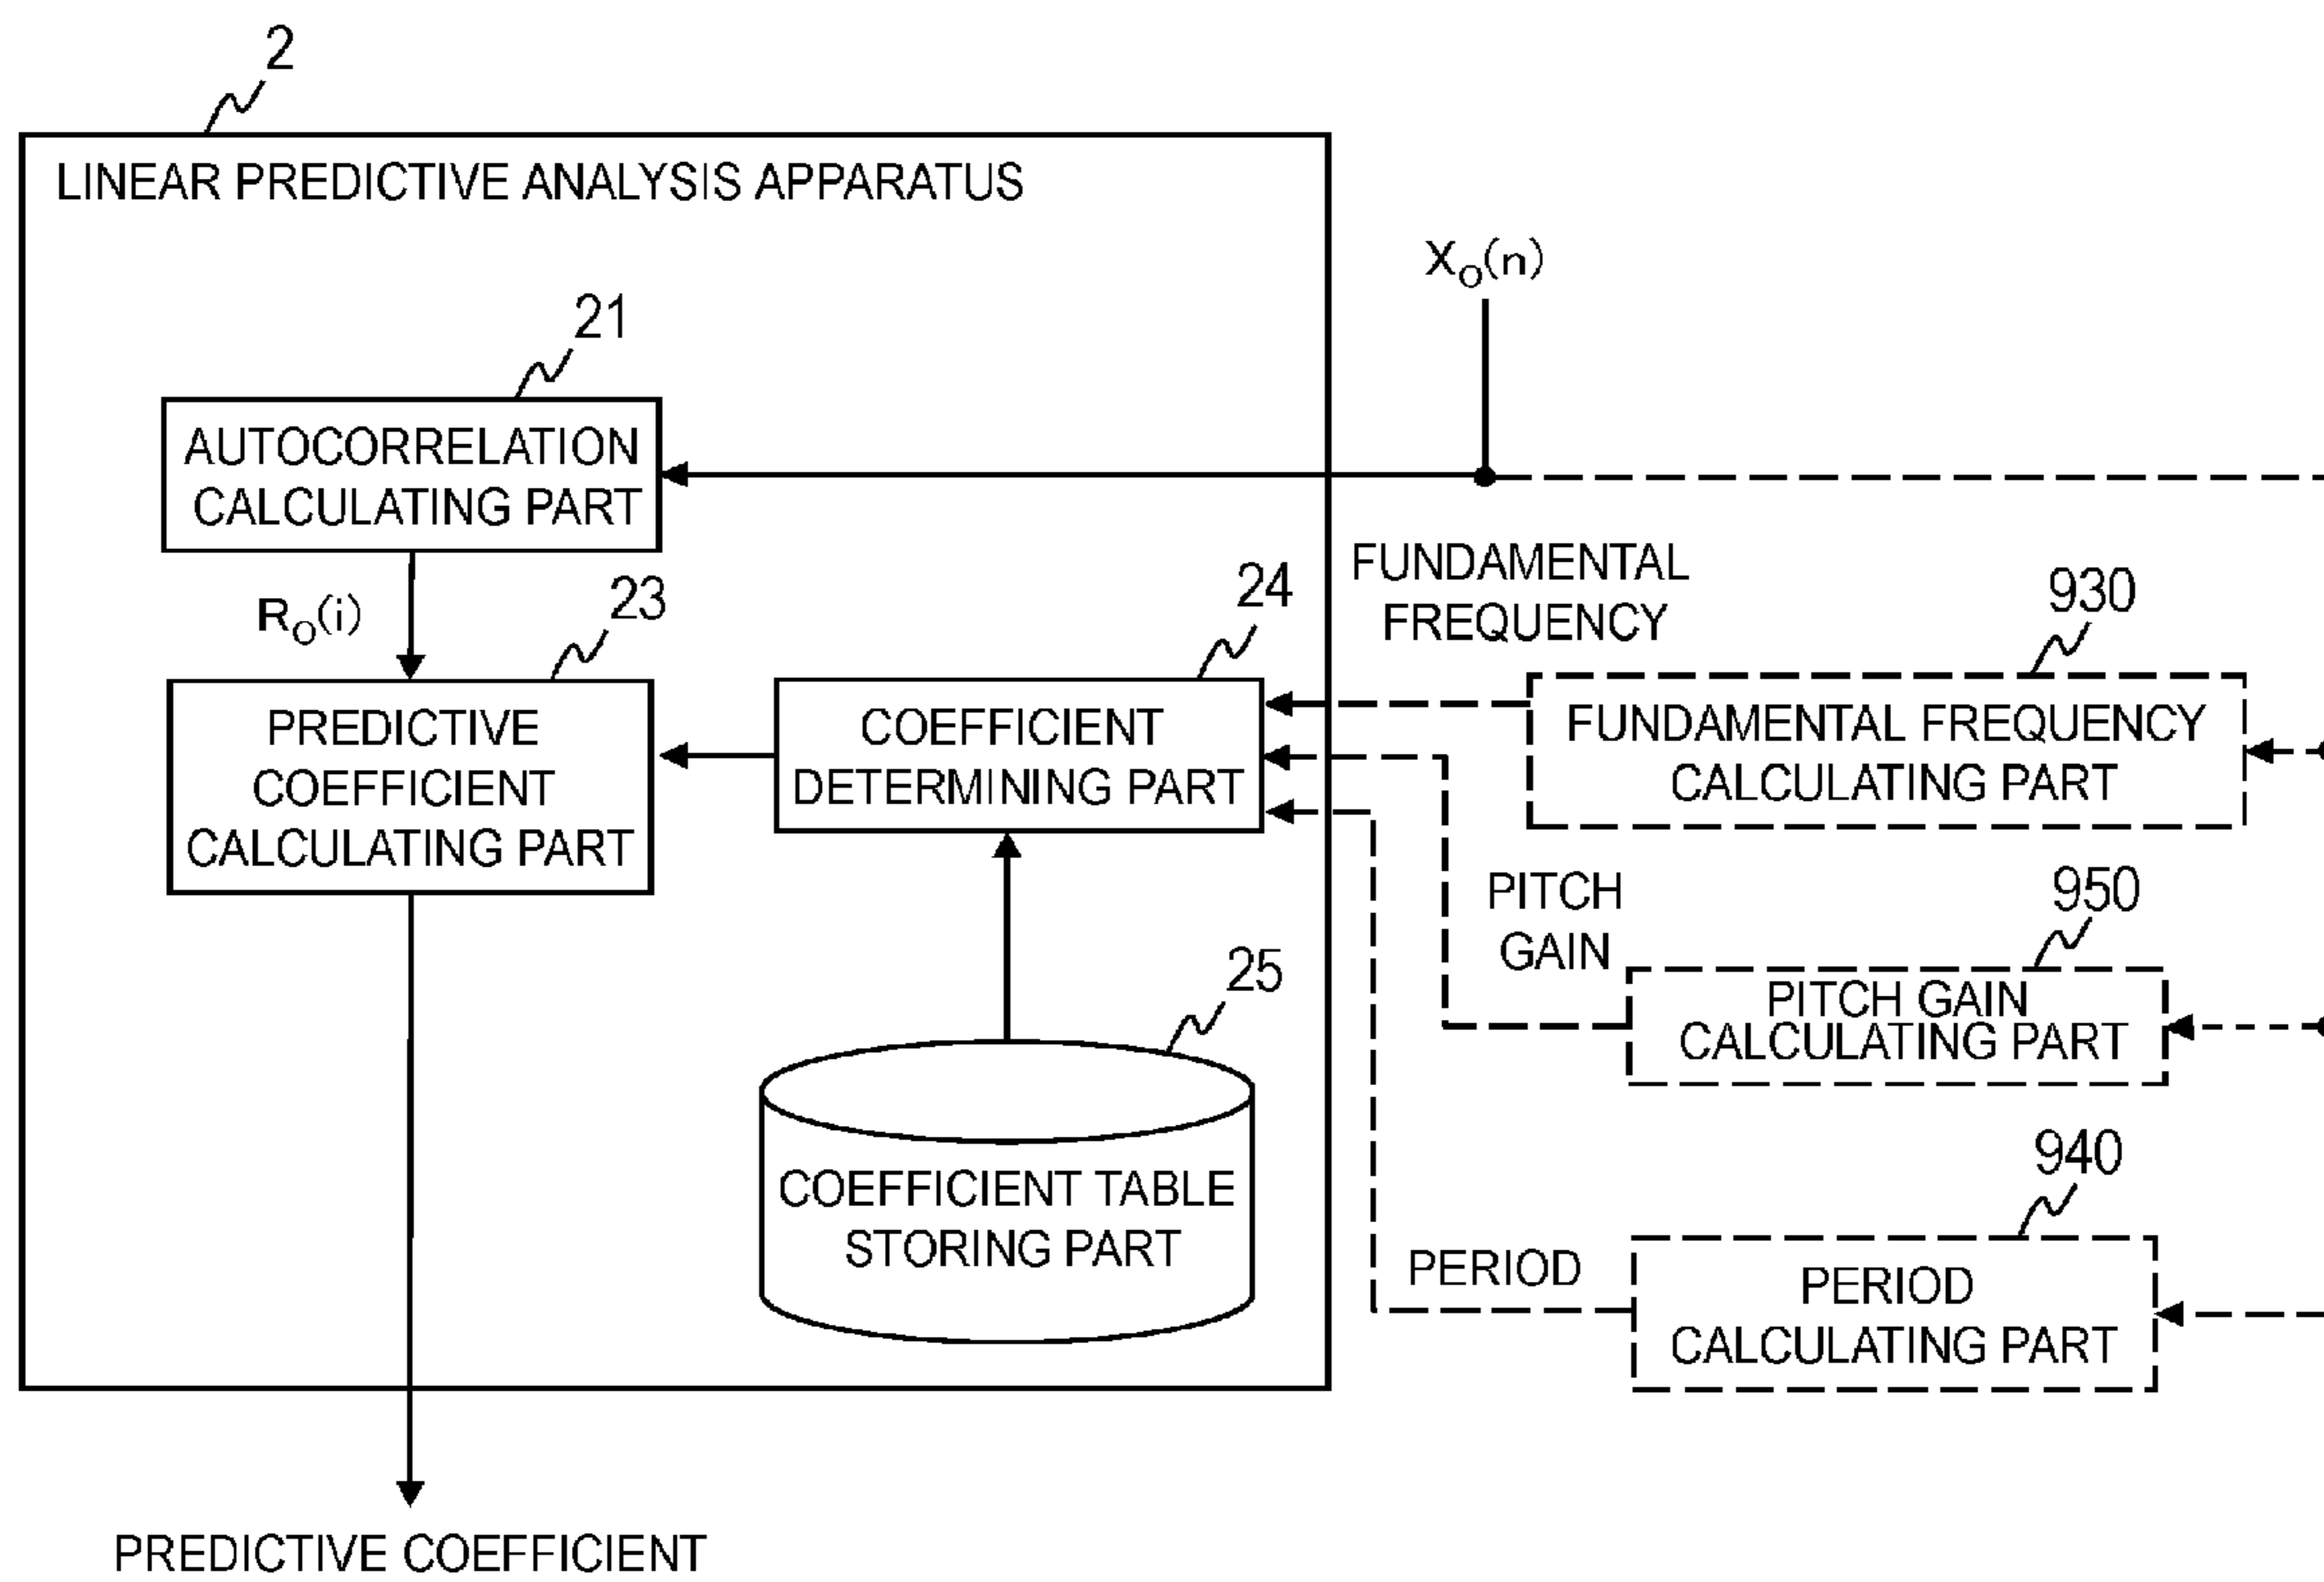 2
LINEAR PREDICTIVE ANALYSIS APPARATUS
X_O(n)
21
AUTOCORRELATION
CALCULATING PART
R_O(i)
23
24
FUNDAMENTAL
FREQUENCY
930
PREDICTIVE
COEFFICIENT
CALCULATING PART
COEFFICIENT
DETERMINING PART
FUNDAMENTAL FREQUENCY
CALCULATING PART
PITCH
GAIN
950
PITCH GAIN
CALCULATING PART
25
COEFFICIENT TABLE
STORING PART
PERIOD
940
PERIOD
CALCULATING PART
PREDICTIVE COEFFICIENT